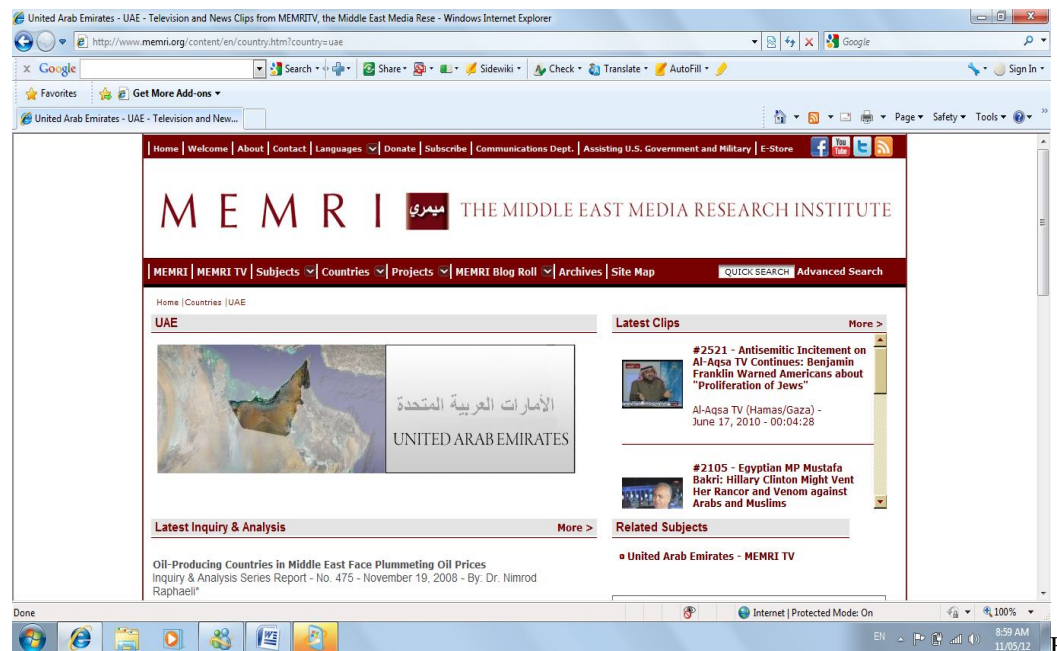 United Arab Emirates - UAE - Television and News Clips from MEMRITV, the Middle East Media Rese - Windows Internet Explorer
http://www.memri.org/content/en/country.htm?country=uae
Google
x Google
Search
Share
Sidewiki
Check
Translate
AutoFill
Sign In
Favorites
Get More Add-ons
United Arab Emirates - UAE - Television and New...
Page
Safety
Tools
Home | Welcome | About | Contact | Languages | Donate | Subscribe | Communications Dept. | Assisting U.S. Government and Military | E-Store
You Tube
MEMRI ميمري THE MIDDLE EAST MEDIA RESEARCH INSTITUTE
MEMRI | MEMRI TV | Subjects | Countries | Projects | MEMRI Blog Roll | Archives | Site Map
QUICK SEARCH Advanced Search
Home |Countries |UAE
UAE
الأمارات العربية المتحدة
UNITED ARAB EMIRATES
Latest Clips
More >
#2521 - Antisemitic Incitement on
Al-Aqsa TV Continues: Benjamin
Franklin Warned Americans about
"Proliferation of Jews"
Al-Aqsa TV (Hamas/Gaza) -
June 17, 2010 - 00:04:28
#2105 - Egyptian MP Mustafa
Bakri: Hillary Clinton Might Vent
Her Rancor and Venom against
Arabs and Muslims
Latest Inquiry & Analysis
More >
Oil-Producing Countries in Middle East Face Plummeting Oil Prices
Inquiry & Analysis Series Report - No. 475 - November 19, 2008 - By: Dr. Nimrod
Raphaeli*
Related Subjects
United Arab Emirates - MEMRI TV
Done
Internet | Protected Mode: On
100%
EN
8:59 AM
11/05/12